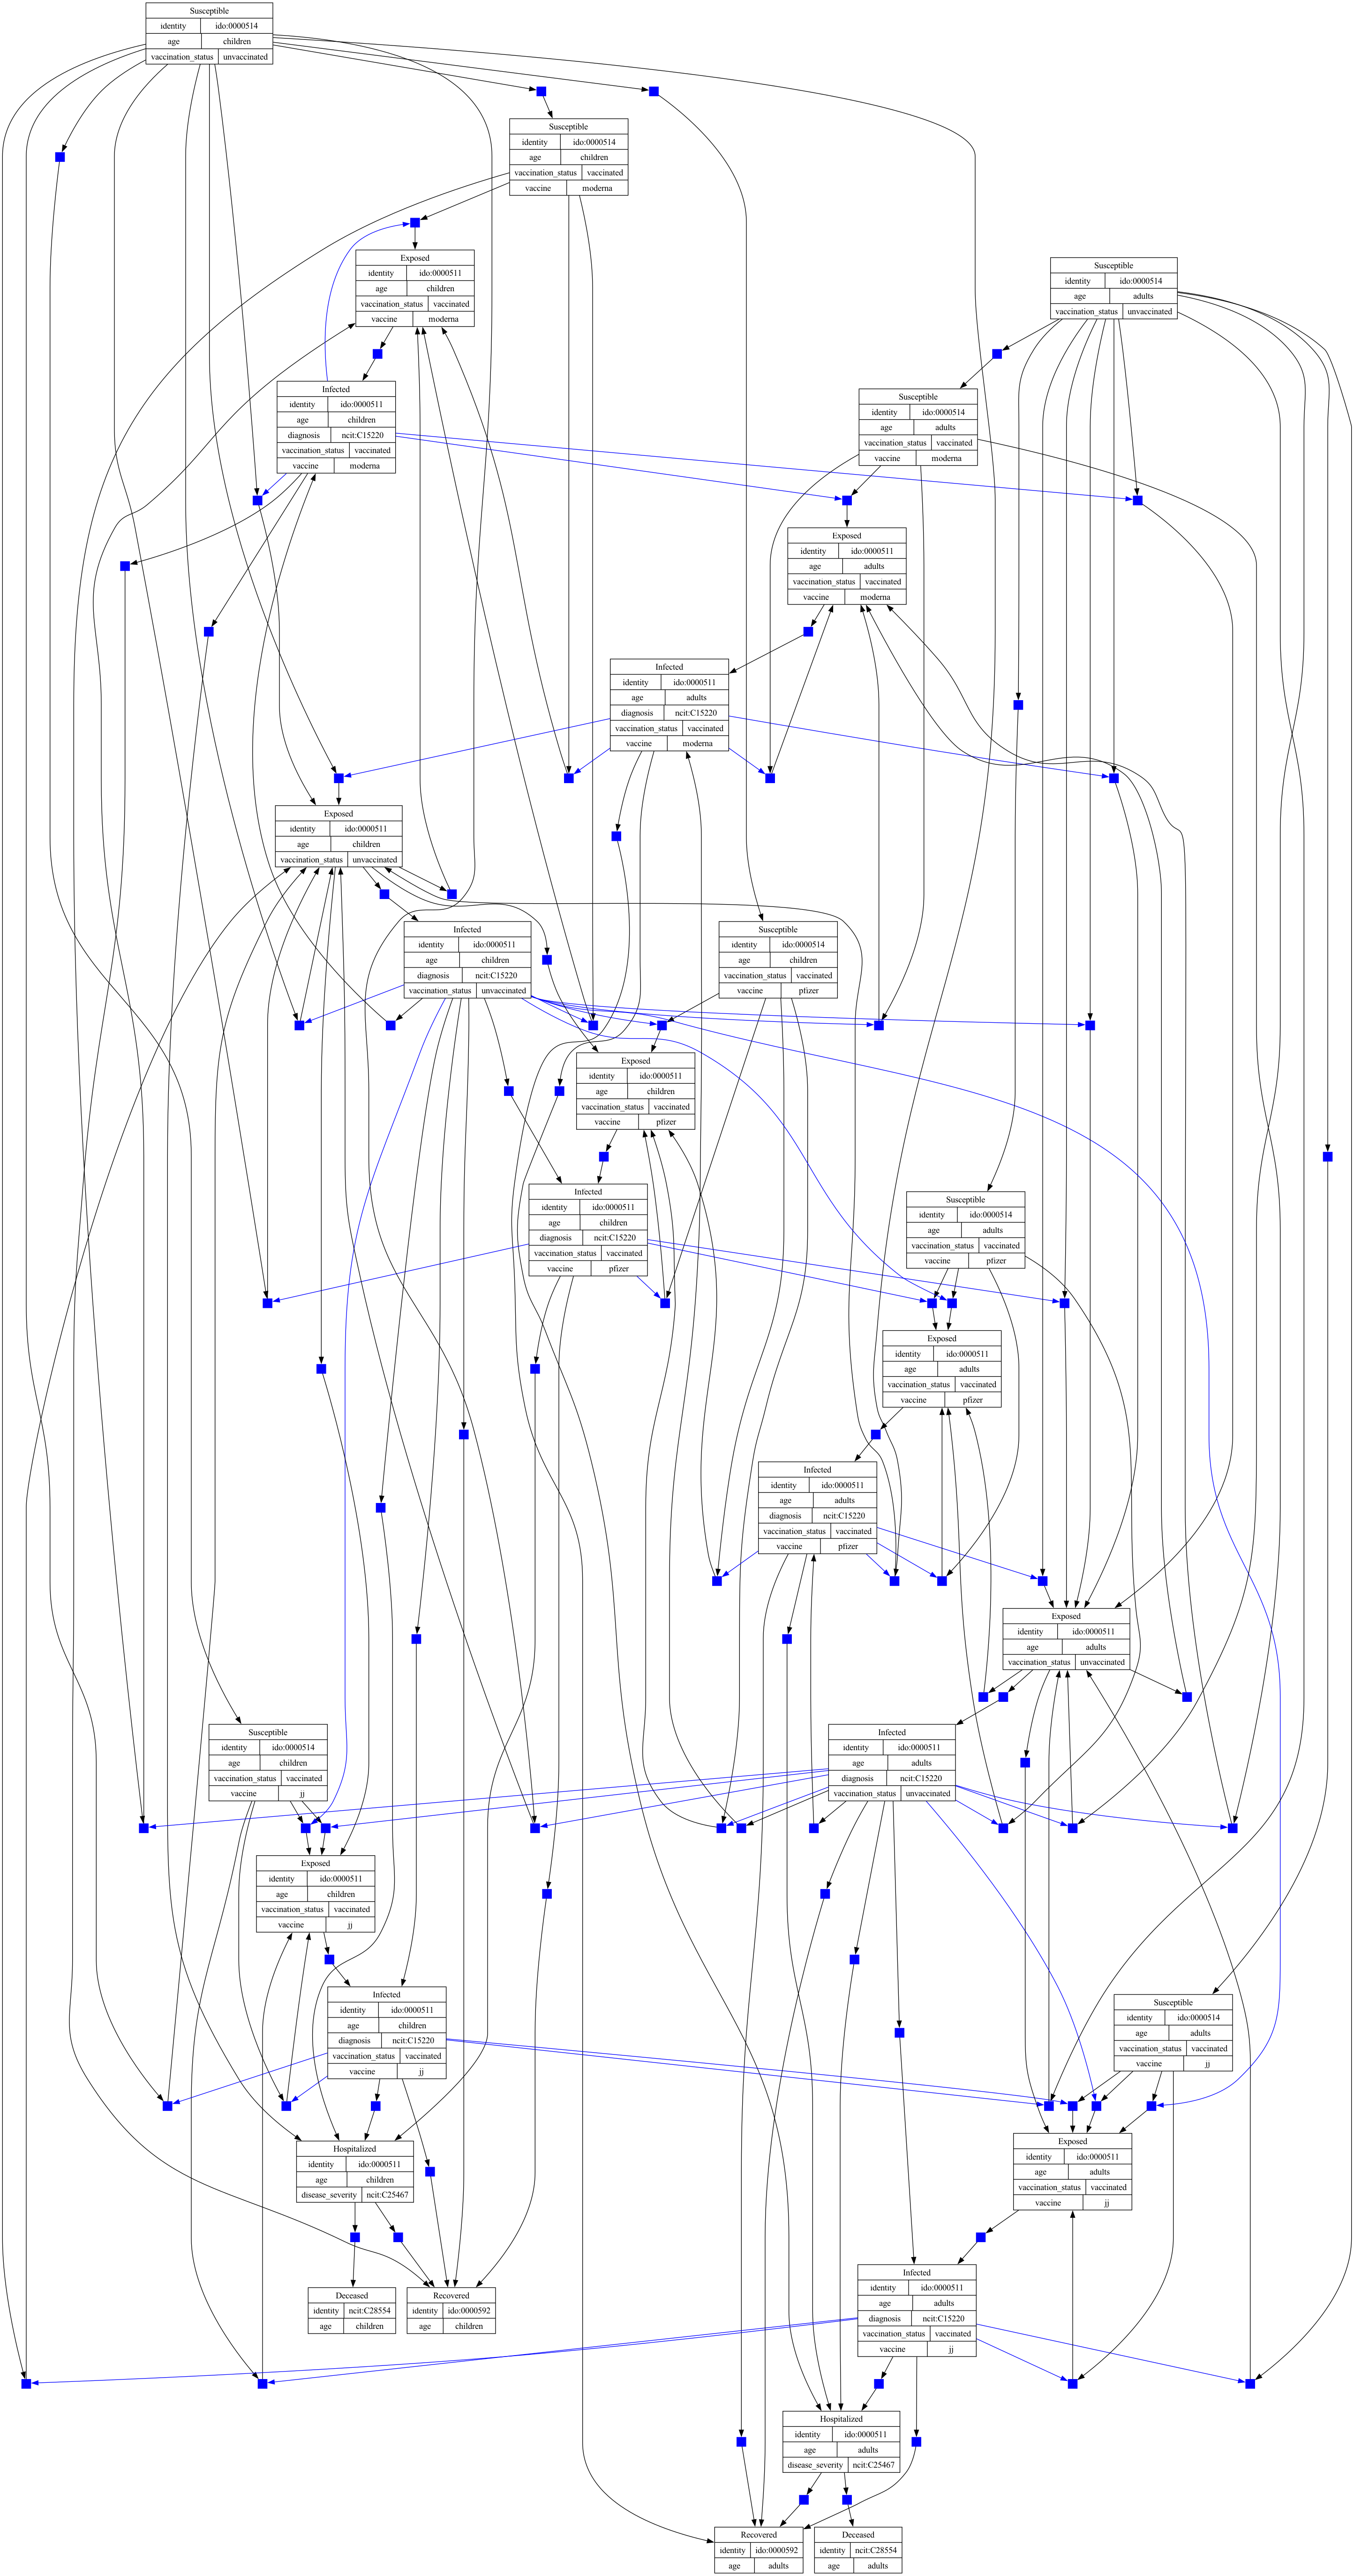 Susceptible
identity ido:0000514
age children
vaccination_status unvaccinated
Susceptible
identity ido:0000514
age children
vaccination_status vaccinated
vaccine moderna
Exposed
identity ido:0000511
age children
vaccination_status vaccinated
vaccine moderna
Susceptible
identity ido:0000514
age adults
vaccination_status unvaccinated
Infected
identity ido:0000511
age children
diagnosis ncit:C15220
vaccination_status vaccinated
vaccine moderna
Susceptible
identity ido:0000514
age adults
vaccination_status vaccinated
vaccine moderna
Exposed
identity ido:0000511
age adults
vaccination_status vaccinated
vaccine moderna
Infected
identity ido:0000511
age adults
diagnosis ncit:C15220
vaccination_status vaccinated
vaccine moderna
Exposed
identity ido:0000511
age children
vaccination_status unvaccinated
Infected
identity ido:0000511
age children
diagnosis ncit:C15220
vaccination_status unvaccinated
Susceptible
identity ido:0000514
age children
vaccination_status vaccinated
vaccine pfizer
Exposed
identity ido:0000511
age children
vaccination_status vaccinated
vaccine pfizer
Infected
identity ido:0000511
age children
diagnosis ncit:C15220
vaccination_status vaccinated
vaccine pfizer
Susceptible
identity ido:0000514
age adults
vaccination_status vaccinated
vaccine pfizer
Exposed
identity ido:0000511
age adults
vaccination_status vaccinated
vaccine pfizer
Infected
identity ido:0000511
age adults
diagnosis ncit:C15220
vaccination_status vaccinated
vaccine pfizer
Exposed
identity ido:0000511
age adults
vaccination_status unvaccinated
Susceptible
identity ido:0000514
age children
vaccination_status vaccinated
vaccine jj
Infected
identity ido:0000511
age adults
diagnosis ncit:C15220
vaccination_status unvaccinated
Exposed
identity ido:0000511
age children
vaccination_status vaccinated
vaccine jj
Infected
identity ido:0000511
age children
diagnosis ncit:C15220
vaccination_status vaccinated
vaccine jj
Susceptible
identity ido:0000514
age adults
vaccination_status vaccinated
vaccine jj
Hospitalized
identity ido:0000511
age children
disease_severity ncit:C25467
Exposed
identity ido:0000511
age adults
vaccination_status vaccinated
vaccine jj
Deceased
identity ncit:C28554
age children
Recovered
identity ido:0000592
age children
Infected
identity ido:0000511
age adults
diagnosis ncit:C15220
vaccination_status vaccinated
vaccine jj
Hospitalized
identity ido:0000511
age adults
disease_severity ncit:C25467
Recovered
identity ido:0000592
age adults
Deceased
identity ncit:C28554
age adults